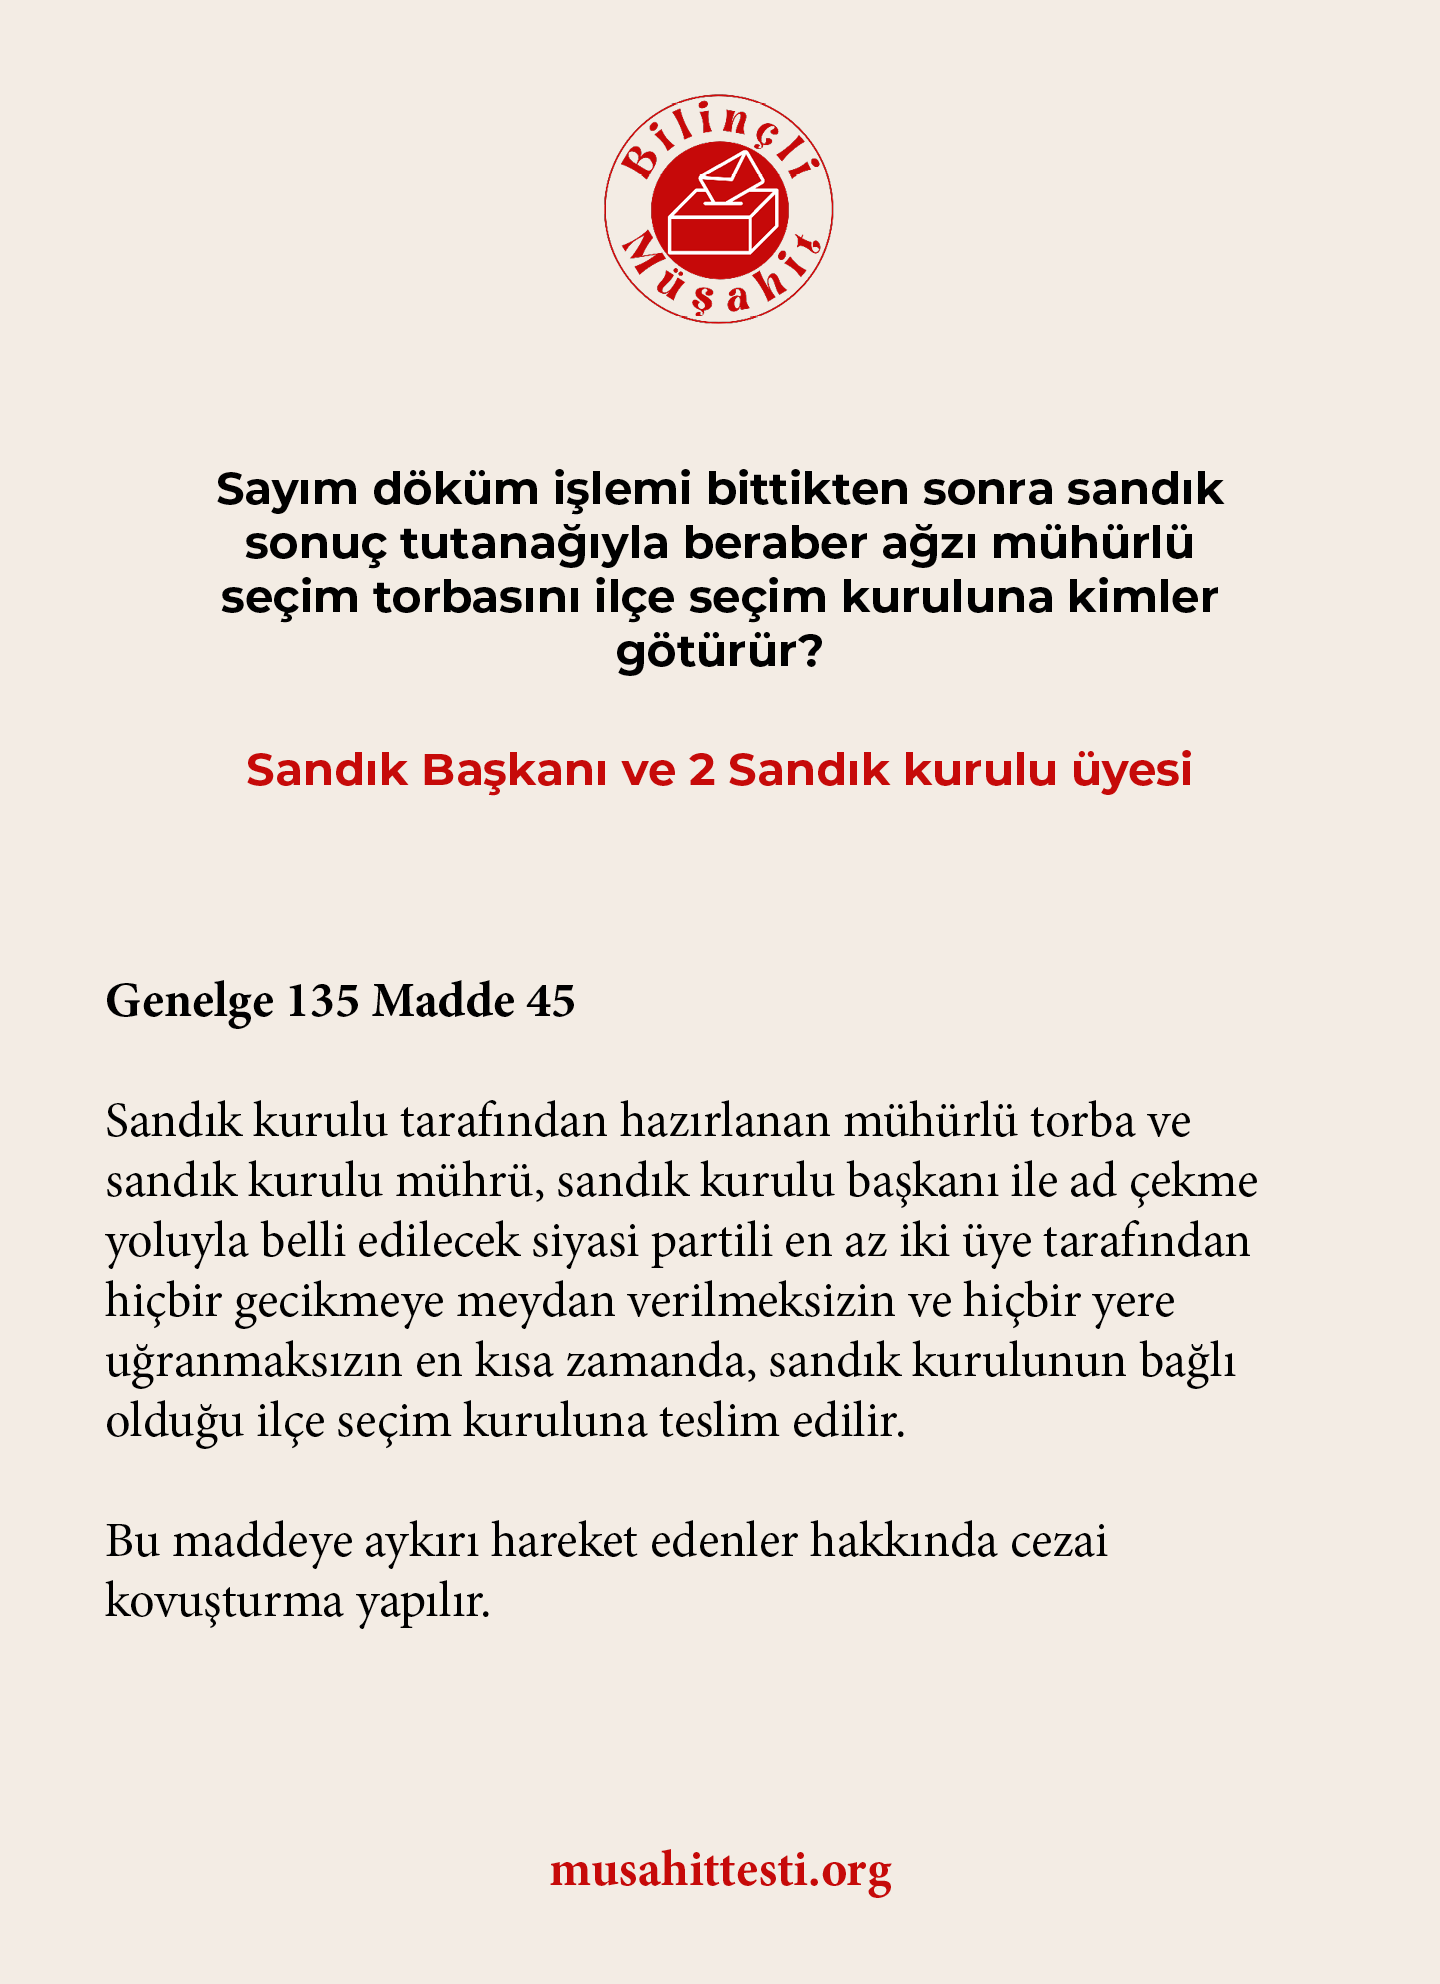 Bilinçli
Müşahit
Sayım döküm işlemi bittikten sonra sandık
sonuç tutanağıyla beraber ağzı mühürlü
seçim torbasını ilçe seçim kuruluna kimler
götürür?
Sandık Başkanı ve 2 Sandık kurulu üyesi
Genelge 135 Madde 45
Sandık kurulu tarafından hazırlanan mühürlü torba ve
sandık kurulu mührü, sandık kurulu başkanı ile ad çekme
yoluyla belli edilecek siyasi partili en az iki üye tarafından
hiçbir gecikmeye meydan verilmeksizin ve hiçbir yere
uğranmaksızın en kısa zamanda, sandık kurulunun bağlı
olduğu ilçe seçim kuruluna teslim edilir.
Bu maddeye aykırı hareket edenler hakkında cezai
kovuşturma yapılır.
musahittesti.org